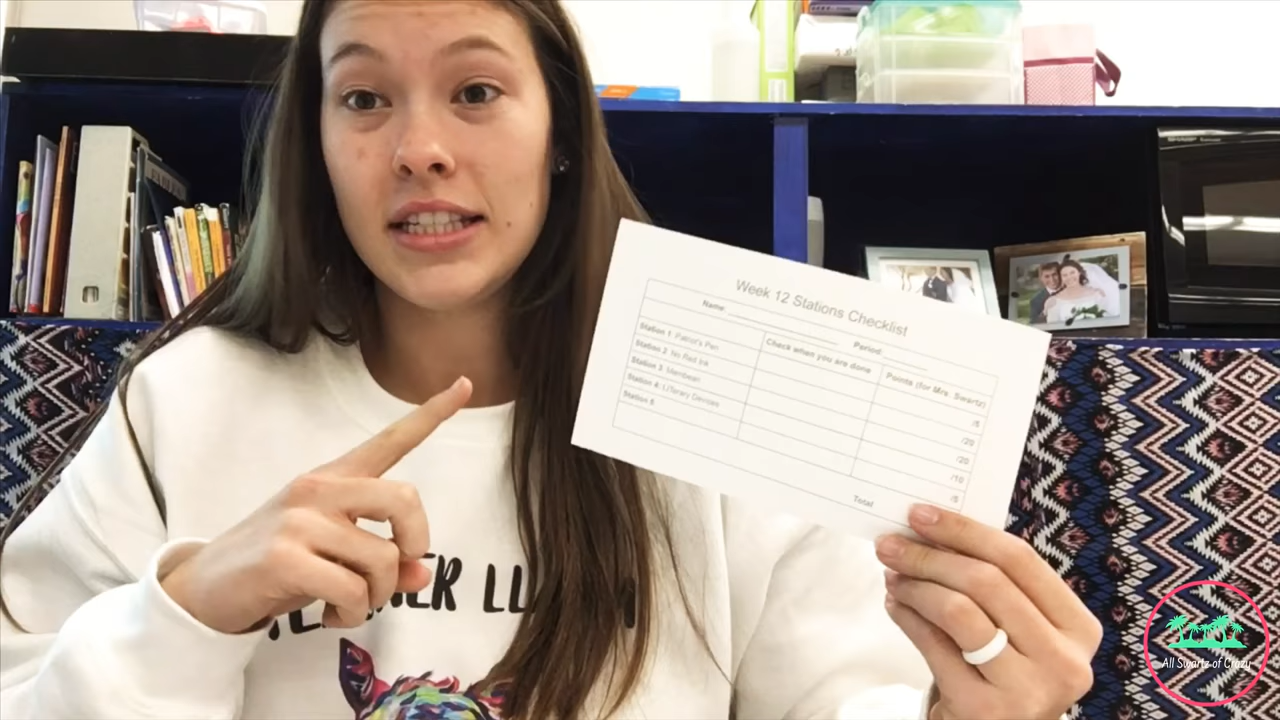 Week 12 Stations Checklist
Name: Period:
Check when you are done Points (for Mrs. Swartz)
Station 1: Patriot's Pen /5
Station 2: No Red Ink /20
Station 3: Membean /20
Station 4: Literary Devices /10
Station 5 /5
Total
All Swartz of Crazy